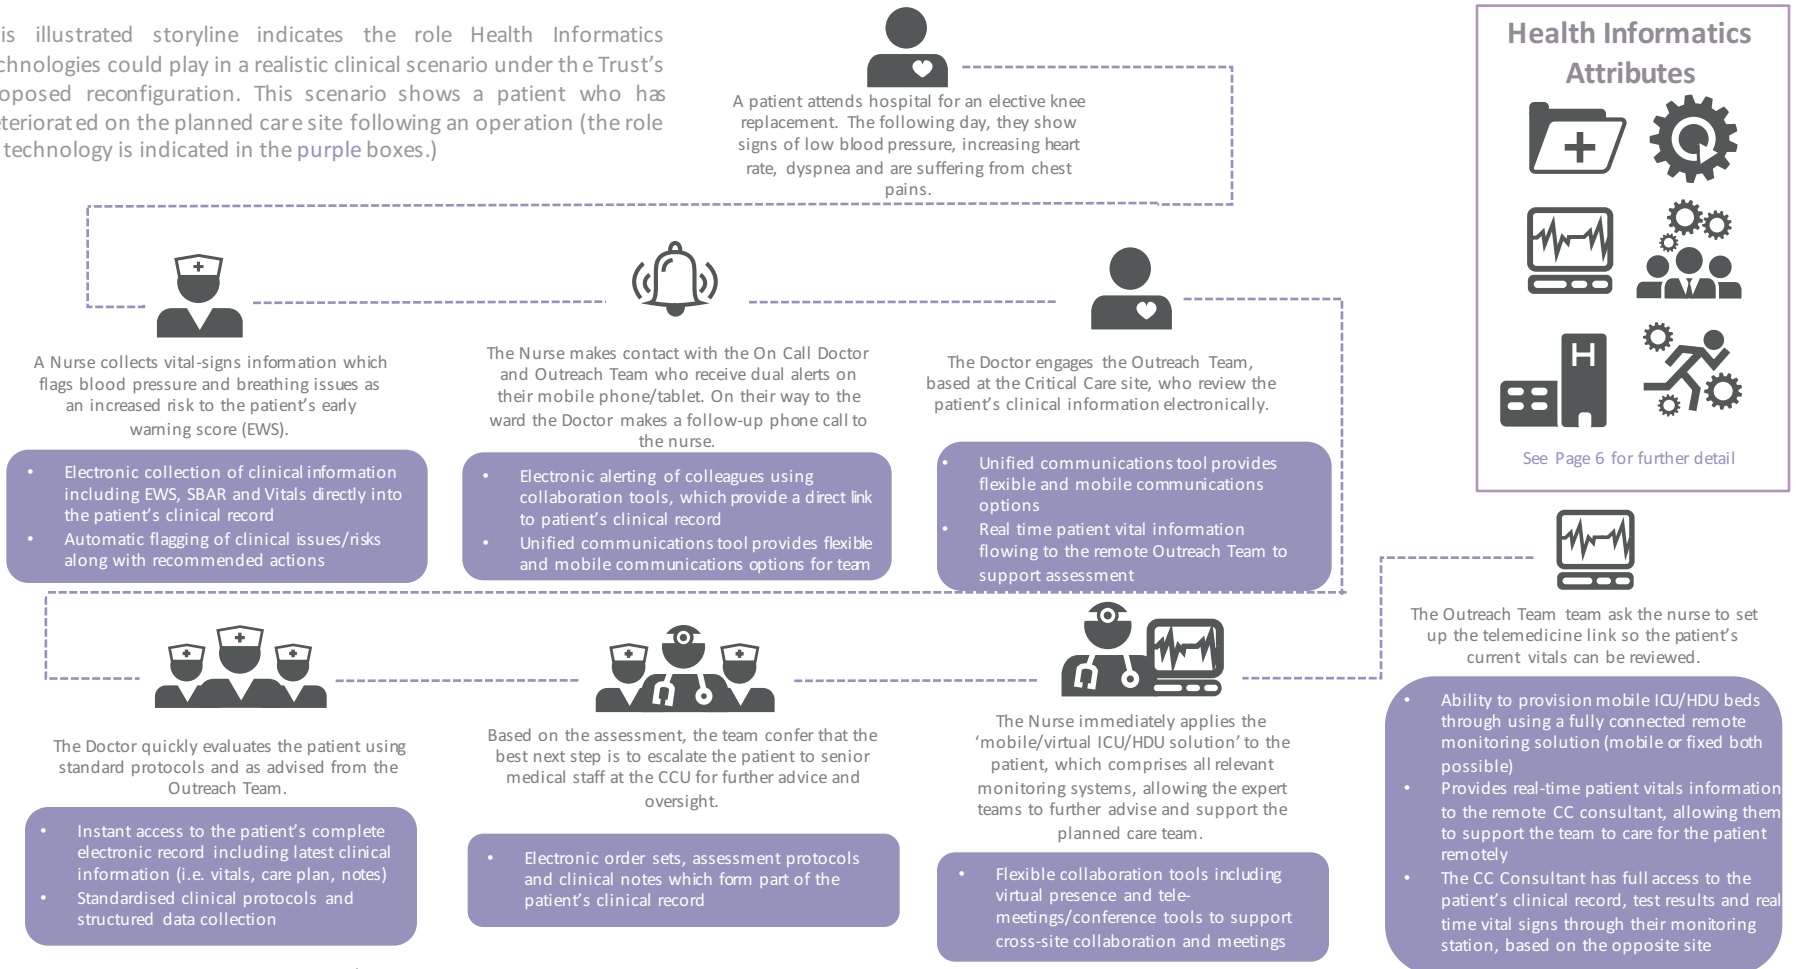 is illustrated storyline indicates the role Health Informatics
chnologies could play in a realistic clinical scenario under the Trust's
oposed reconfiguration. This scenario shows a patient who has
teriorated on the planned care site following an operation (the role
technology is indicated in the purple boxes.)
A patient attends hospital for an elective knee
replacement. The following day, they show
signs of low blood pressure, increasing heart
rate, dyspnea and are suffering from chest
pains.
Health Informatics
Attributes
H
See Page 6 for further detail
A Nurse collects vital-signs information which
flags blood pressure and breathing issues as
an increased risk to the patient's early
warning score (EWS).
• Electronic collection of clinical information
including EWS, SBAR and Vitals directly into
the patient's clinical record
• Automatic flagging of clinical issues/risks
along with recommended actions
The Nurse makes contact with the On Call Doctor
and Outreach Team who receive dual alerts on
their mobile phone/tablet. On their way to the
ward the Doctor makes a follow-up phone call to
the nurse.
• Electronic alerting of colleagues using
collaboration tools, which provide a direct link
to patient's clinical record
• Unified communications tool provides flexible
and mobile communications options for team
The Doctor engages the Outreach Team,
based at the Critical Care site, who review the
patient's clinical information electronically.
• Unified communications tool provides
flexible and mobile communications
options
• Real time patient vital information
flowing to the remote Outreach Team to
support assessment
The Doctor quickly evaluates the patient using
standard protocols and as advised from the
Outreach Team.
• Instant access to the patient's complete
electronic record including latest clinical
information (i.e. vitals, care plan, notes)
• Standardised clinical protocols and
structured data collection
Based on the assessment, the team confer that the
best next step is to escalate the patient to senior
medical staff at the CCU for further advice and
oversight.
• Electronic order sets, assessment protocols
and clinical notes which form part of the
patient's clinical record
The Nurse immediately applies the
'mobile/virtual ICU/HDU solution' to the
patient, which comprises all relevant
monitoring systems, allowing the expert
teams to further advise and support the
planned care team.
• Flexible collaboration tools including
virtual presence and tele-
meetings/conference tools to support
cross-site collaboration and meetings
The Outreach Team team ask the nurse to set
up the telemedicine link so the patient's
current vitals can be reviewed.
• Ability to provision mobile ICU/HDU beds
through using a fully connected remote
monitoring solution (mobile or fixed both
possible)
• Provides real-time patient vitals information
to the remote CC consultant, allowing them
to support the team to care for the patient
remotely
• The CC Consultant has full access to the
patient's clinical record, test results and real
time vital signs through their monitoring
station, based on the opposite site